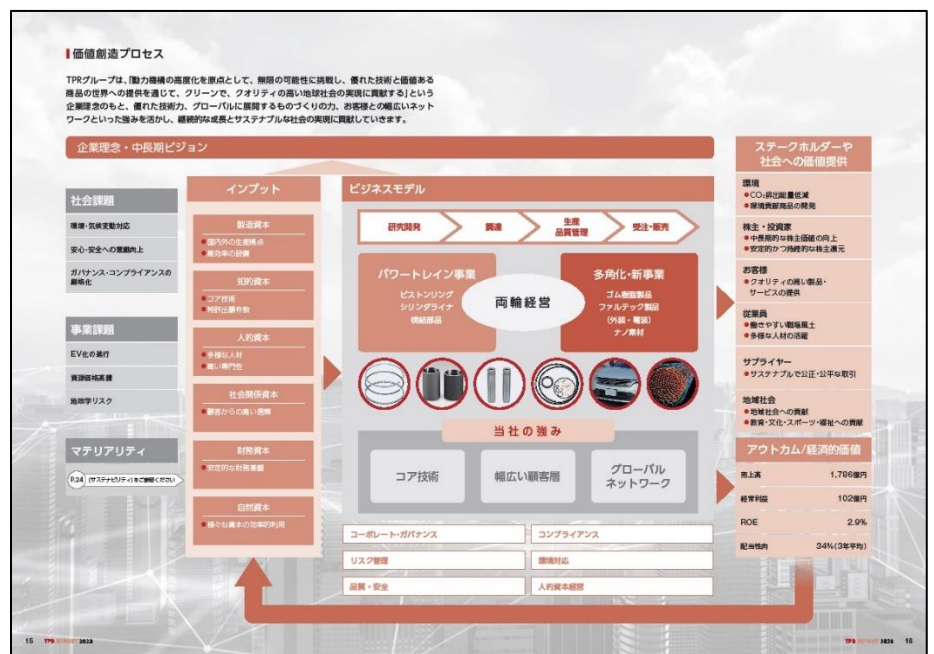 価値創造プロセス
TPRグループは、「動力機構の高度化を原点として、無限の可能性に挑戦し、優れた技術と価値ある
商品の世界への提供を通じて、クリーンで、クオリティの高い地球社会の実現に貢献する」という
企業理念のもと、優れた技術力、グローバルに展開するものづくりの力、お客様との幅広いネット
ワークといった強みを活かし、継続的な成長とサステナブルな社会の実現に貢献していきます。
企業理念・中長期ビジョン
社会課題
環境・気候変動対応
安心・安全への意識向上
ガバナンス・コンプライアンスの
厳格化
事業課題
EV化の進行
資源価格高騰
地政学リスク
マテリアリティ
P.24 (サステナビリティ)をご参照ください
インプット
製造資本
●国内外の生産拠点
●高効率の設備
知的資本
●コア技術
●特許出願件数
人的資本
●多様な人材
●高い専門性
社会関係資本
●顧客からの高い信頼
財務資本
●安定的な財務基盤
自然資本
●様々な資本の効率的利用
ビジネスモデル
研究開発
調達
生産
品質管理
受注・販売
パワートレイン事業
ピストンリング
シリンダライナ
焼結部品
両輪経営
多角化・新事業
ゴム樹脂製品
ファルテック製品
(外装・電装)
ナノ素材
当社の強み
コア技術
幅広い顧客層
グローバル
ネットワーク
コーポレート・ガバナンス
コンプライアンス
リスク管理
環境対応
品質・安全
人的資本経営
ステークホルダーや
社会への価値提供
環境
●CO₂排出総量低減
●環境貢献商品の開発
株主・投資家
●中長期的な株主価値の向上
●安定的かつ持続的な株主還元
お客様
●クオリティの高い製品・
サービスの提供
従業員
●働きやすい職場風土
●多様な人材の活躍
サプライヤー
●サステナブルで公正・公平な取引
地域社会
●地域社会への貢献
●教育・文化・スポーツ・福祉への貢献
アウトカム/経済的価値
売上高 1,786億円
経常利益 102億円
ROE 2.9%
配当性向 34%(3年平均)
15 TPR REPORT 2023
TPR REPORT 2023 16